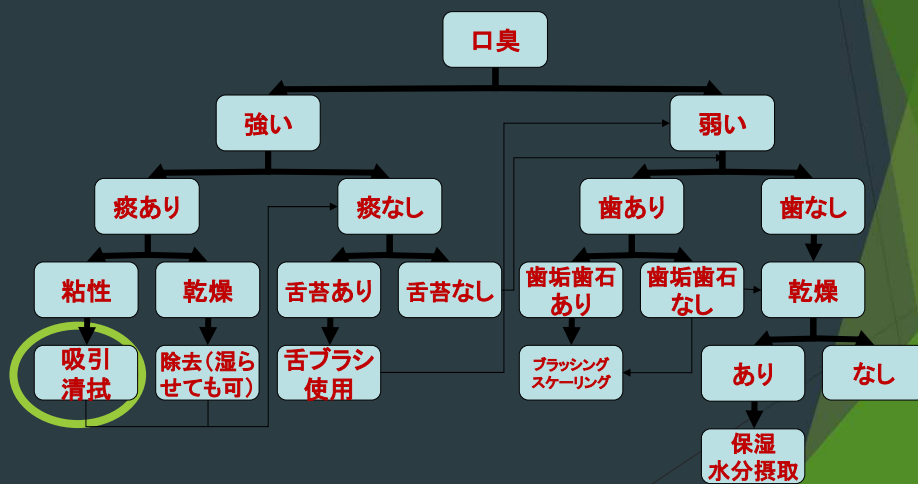 口臭
強い
弱い
痰あり
痰なし
歯あり
歯なし
粘性
乾燥
舌苔あり
舌苔なし
歯垢歯石
あり
歯垢歯石
なし
乾燥
吸引
清拭
除去(湿ら
せても可)
舌ブラシ
使用
ブラッシング
スケーリング
あり
なし
保湿
水分摂取